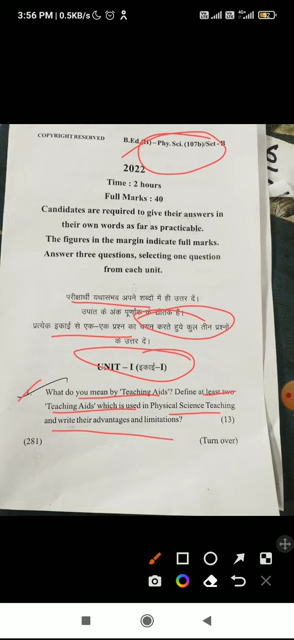 3:56 PM | 0.5KB/s
COPYRIGHT RESERVED
B.Ed.(II) – Phy. Sci. (107b)/Sct - II
2022
Time : 2 hours
Full Marks : 40
Candidates are required to give their answers in
their own words as far as practicable.
The figures in the margin indicate full marks.
Answer three questions, selecting one question
from each unit.
परीक्षार्थी यथासंभव अपने शब्दों में ही उत्तर दें।
उपांत के अंक पूर्णांक के द्योतक हैं।
प्रत्येक इकाई से एक-एक प्रश्न का चयन करते हुये कुल तीन प्रश्नों
के उत्तर दें।
UNIT – I (इकाई–I)
What do you mean by 'Teaching Aids'? Define at least two
'Teaching Aids' which is used in Physical Science Teaching
and write their advantages and limitations? (13)
(281) (Turn over)